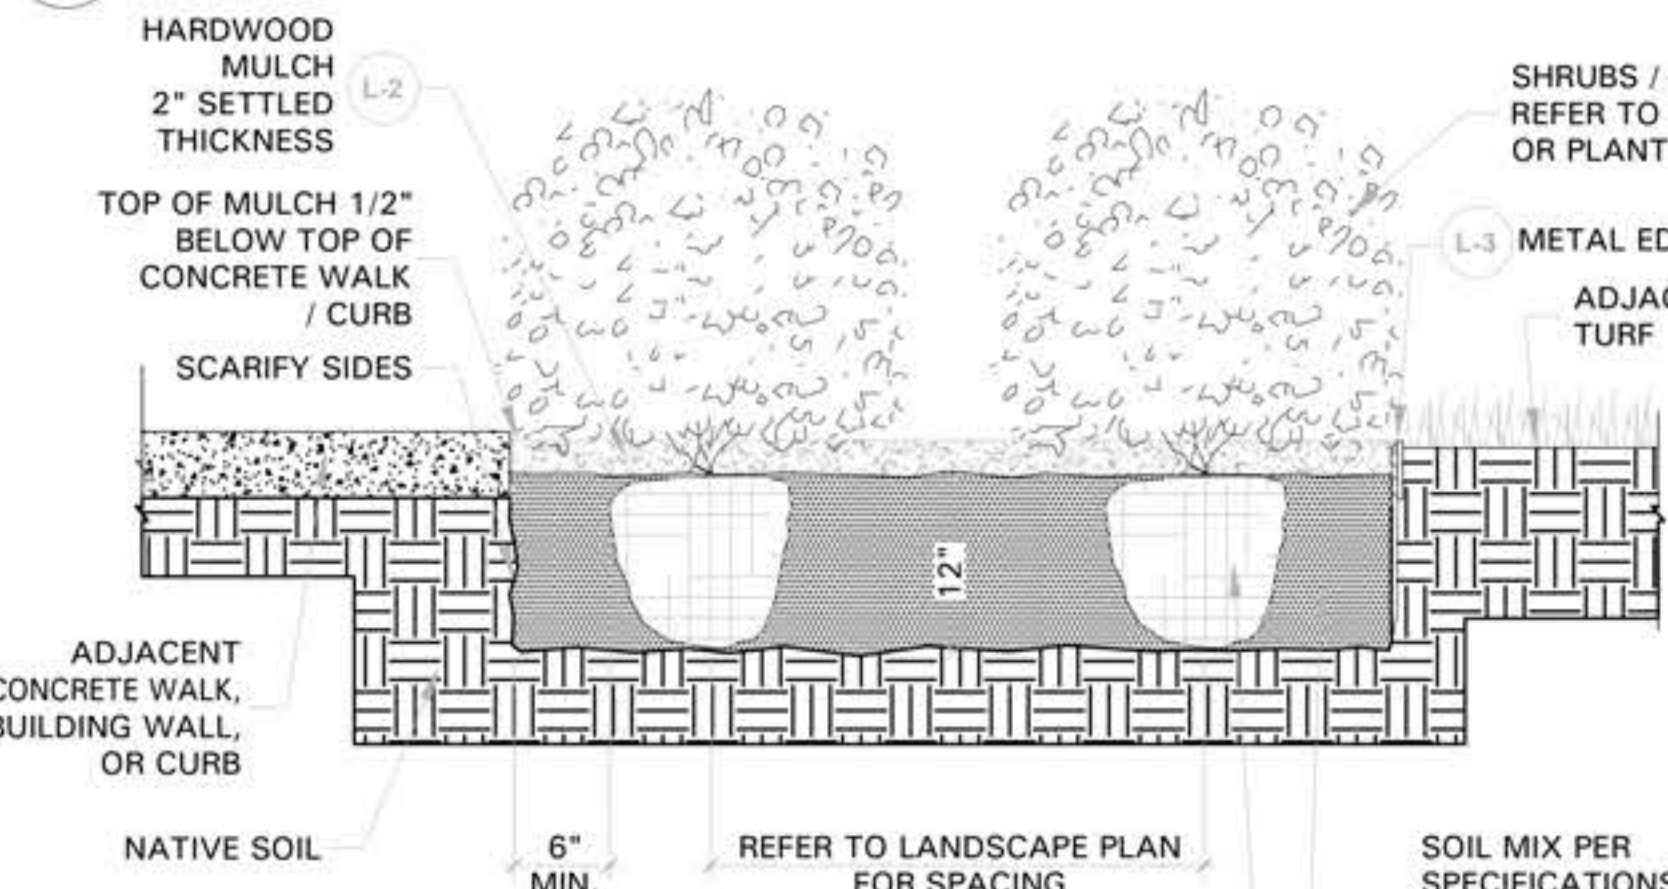 HARDWOOD
MULCH
2" SETTLED
THICKNESS
L-2
TOP OF MULCH 1/2"
BELOW TOP OF
CONCRETE WALK
/ CURB
SCARIFY SIDES
SHRUBS /
REFER TO
OR PLANT
L-3
METAL ED
ADJAC
TURF
12"
ADJACENT
CONCRETE WALK,
BUILDING WALL,
OR CURB
NATIVE SOIL
6"
MIN.
REFER TO LANDSCAPE PLAN
FOR SPACING
SOIL MIX PER
SPECIFICATIONS